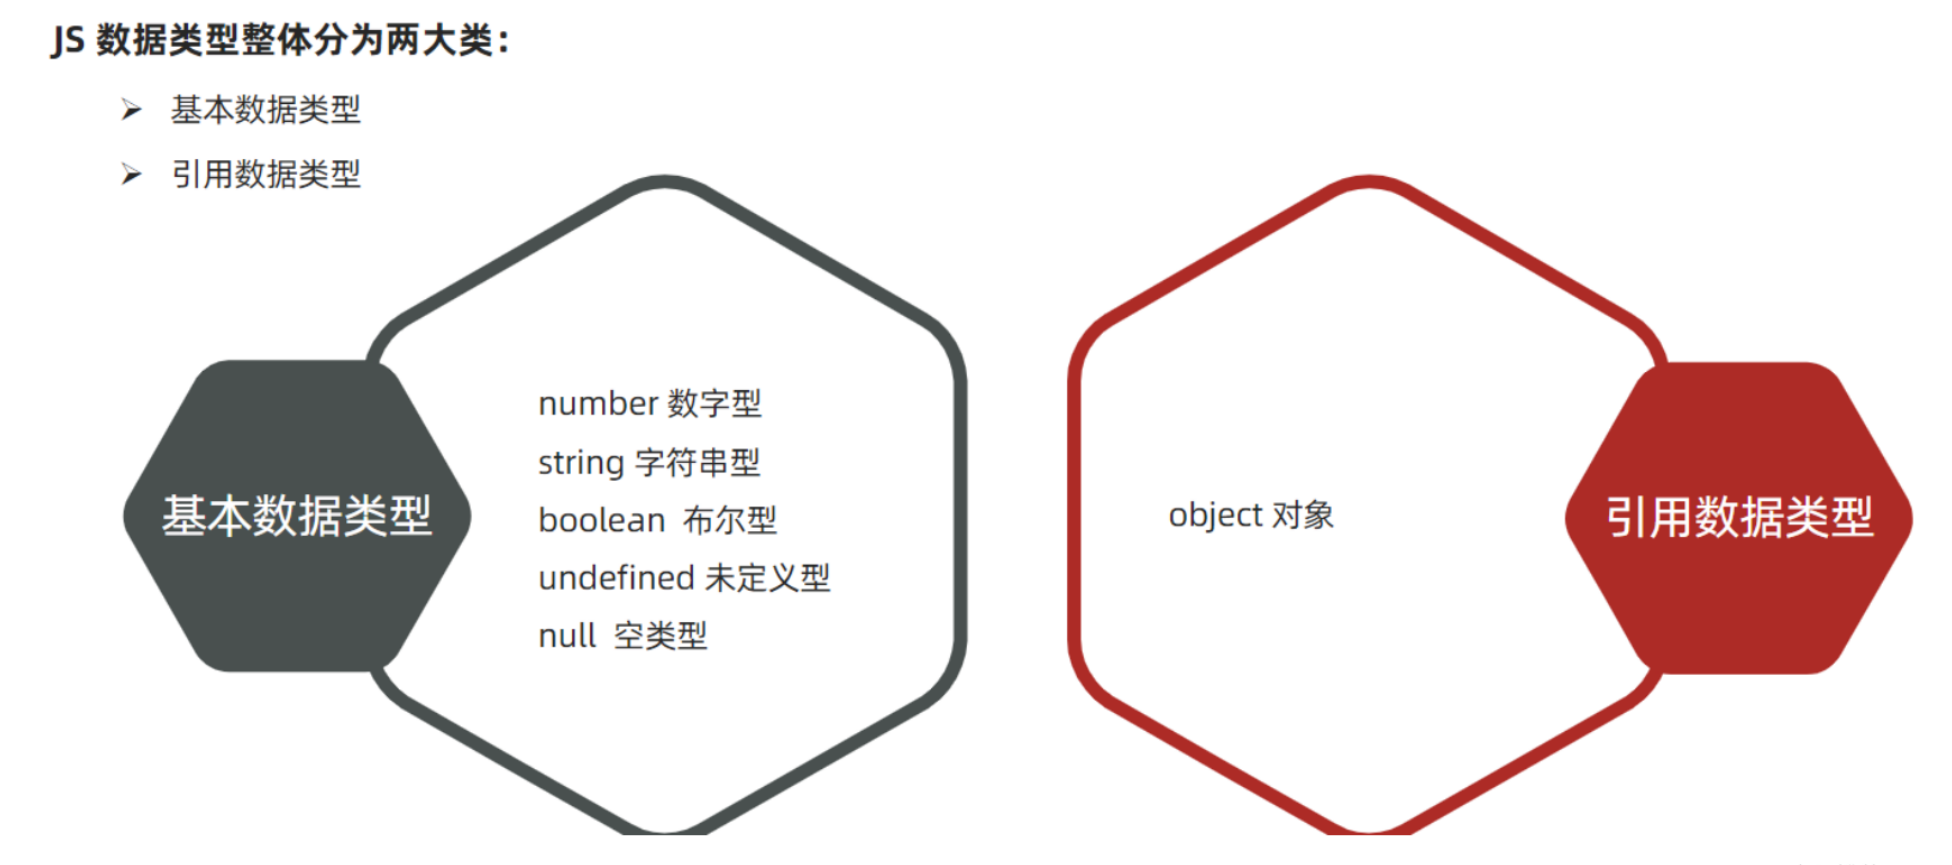 JS 数据类型整体分为两大类：
➢ 基本数据类型
➢ 引用数据类型
基本数据类型
number 数字型
string 字符串型
boolean 布尔型
undefined 未定义型
null 空类型
object 对象
引用数据类型